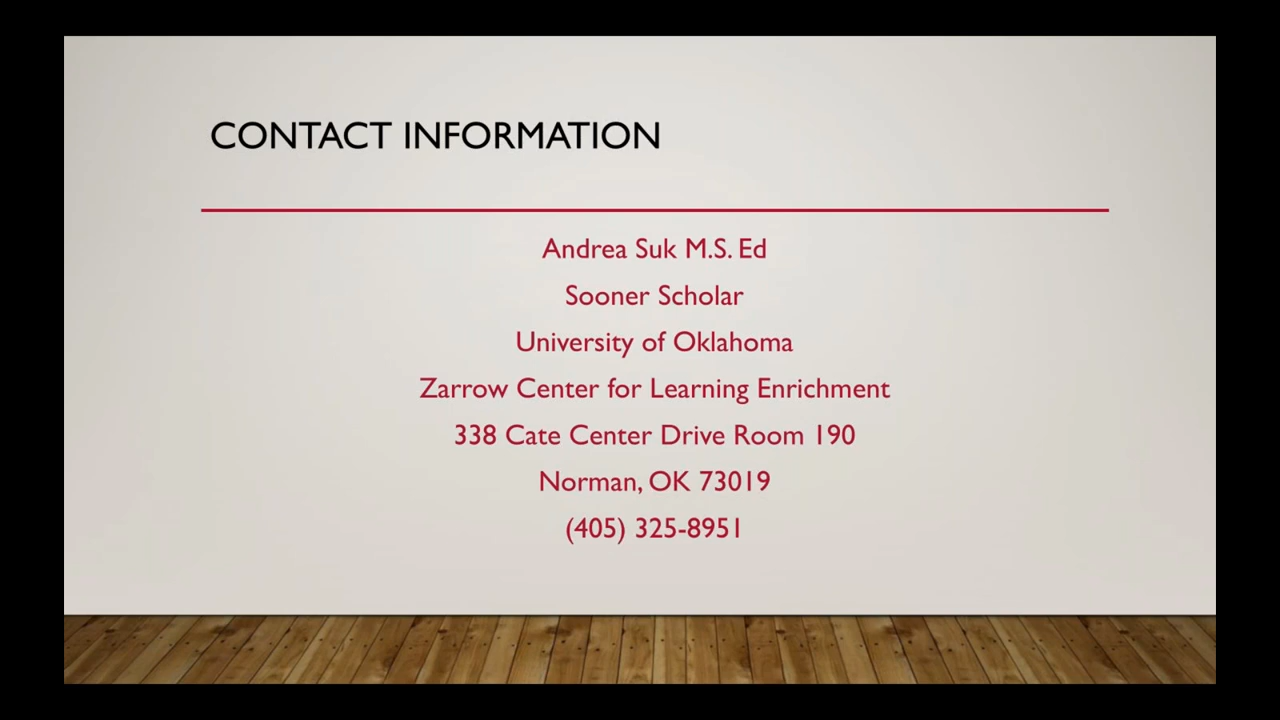 CONTACT INFORMATION
Andrea Suk M.S. Ed
Sooner Scholar
University of Oklahoma
Zarrow Center for Learning Enrichment
338 Cate Center Drive Room 190
Norman, OK 73019
(405) 325-8951